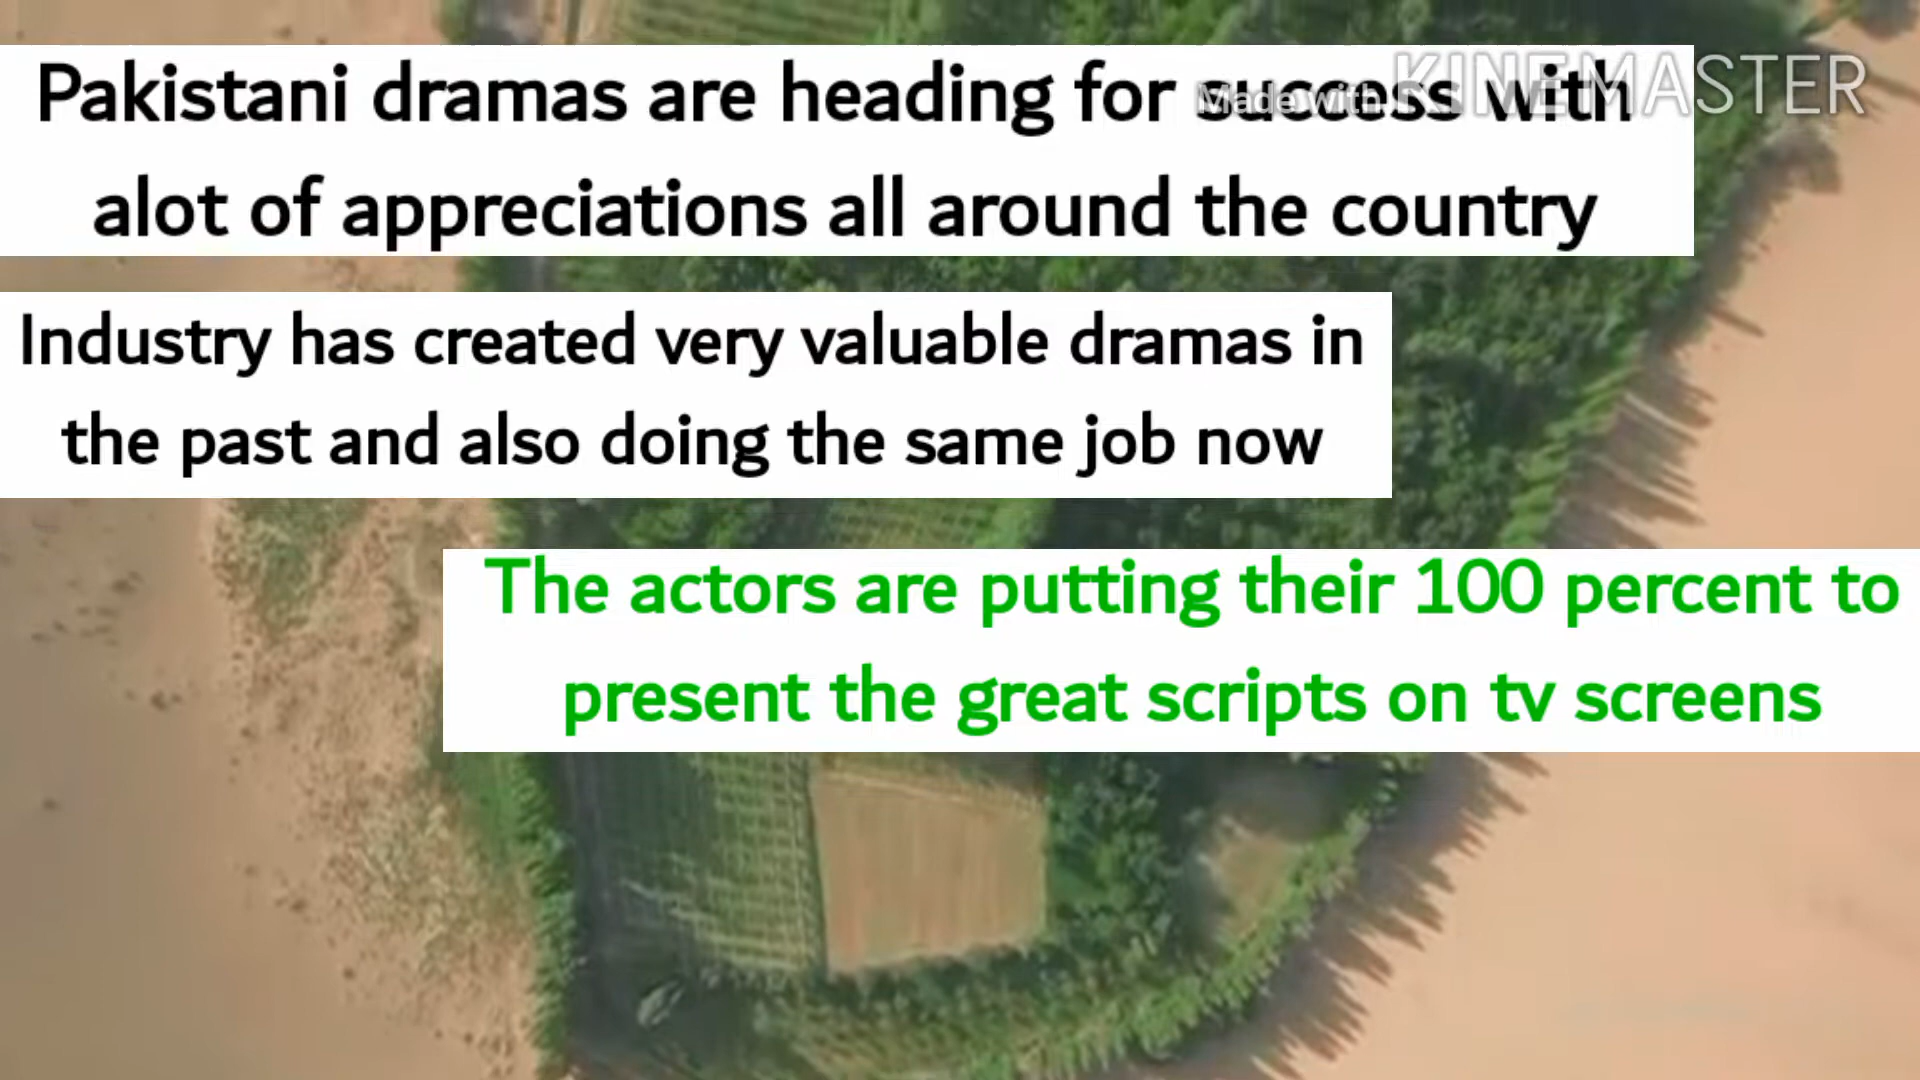 Pakistani dramas are heading for success with
Made with KINEMASTER
alot of appreciations all around the country
Industry has created very valuable dramas in
the past and also doing the same job now
The actors are putting their 100 percent to
present the great scripts on tv screens